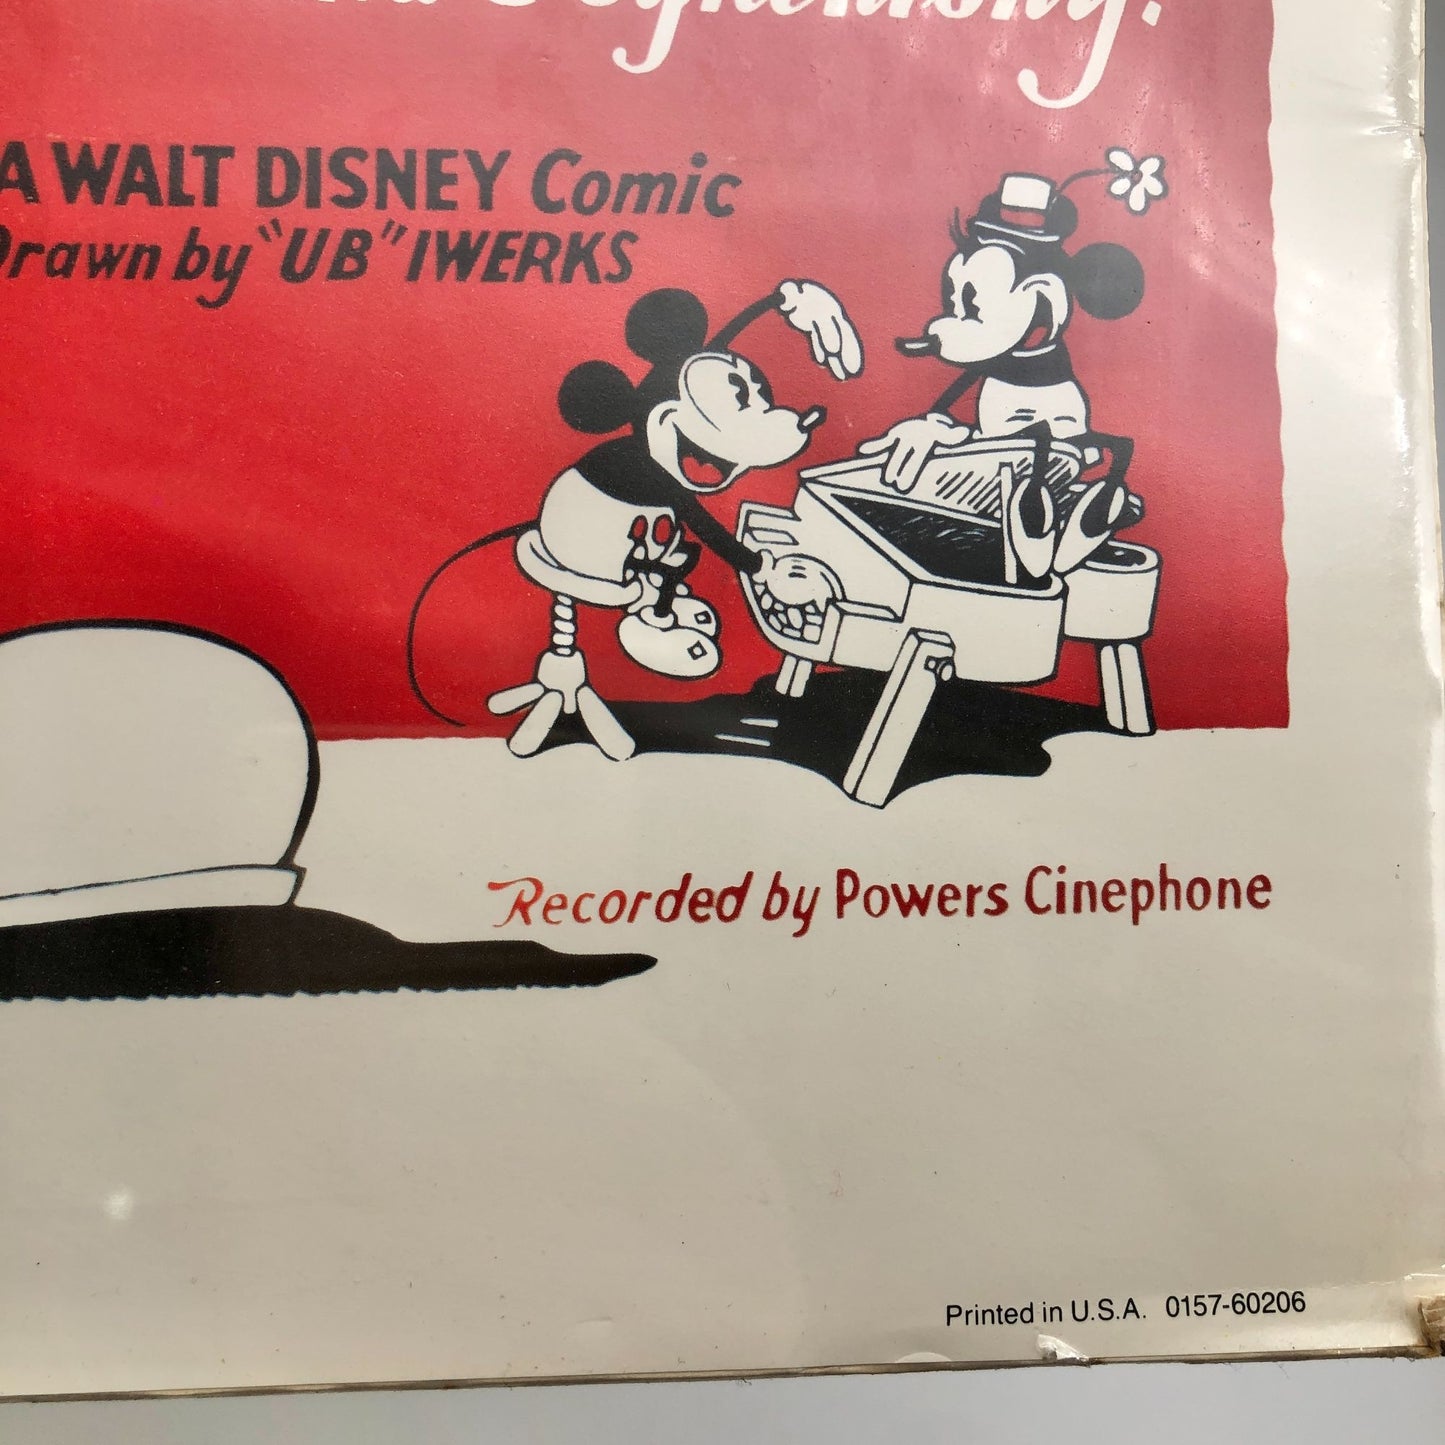 A WALT DISNEY Comic
Drawn by "UB" IWERKS
Recorded by Powers Cinephone
Printed in U.S.A. 0157-60206